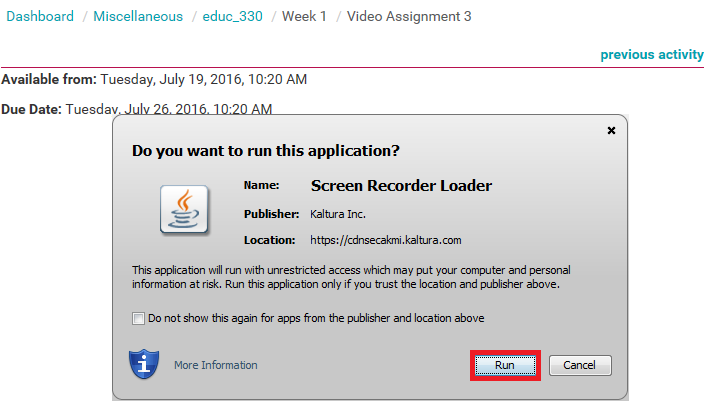 Dashboard / Miscellaneous / educ_330 / Week 1 / Video Assignment 3
previous activity
Available from: Tuesday, July 19, 2016, 10:20 AM
Due Date: Tuesday, July 26, 2016, 10:20 AM
Do you want to run this application?
Name: Screen Recorder Loader
Publisher: Kaltura Inc.
Location: https://cdnsecakmi.kaltura.com
This application will run with unrestricted access which may put your computer and personal
information at risk. Run this application only if you trust the location and publisher above.
Do not show this again for apps from the publisher and location above
More Information
Run Cancel